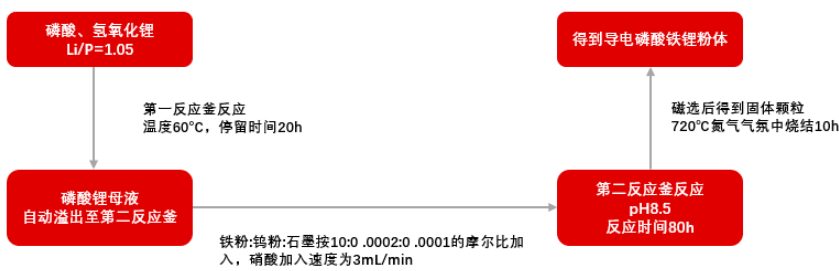 磷酸、氢氧化锂
Li/P=1.05
第一反应釜反应
温度60°C，停留时间20h
磷酸锂母液
自动溢出至第二反应釜
铁粉:钨粉:石墨按10:0 .0002:0 .0001的摩尔比加
入，硝酸加入速度为3mL/min
第二反应釜反应
pH8.5
反应时间80h
磁选后得到固体颗粒
720°C氮气气氛中烧结10h
得到导电磷酸铁锂粉体